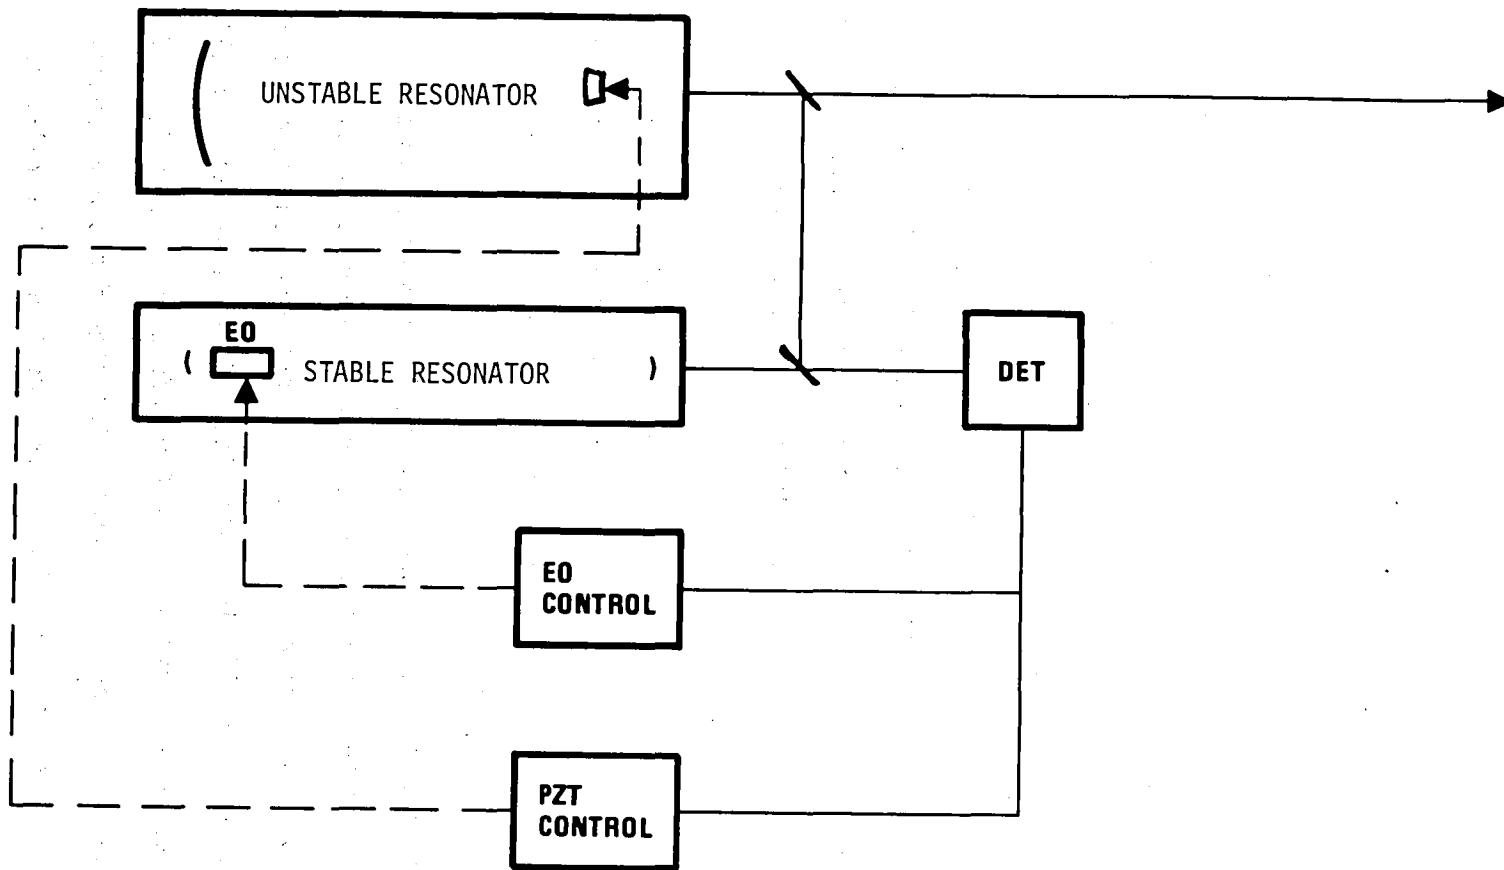 UNSTABLE RESONATOR
EO
STABLE RESONATOR
DET
EO
CONTROL
PZT
CONTROL